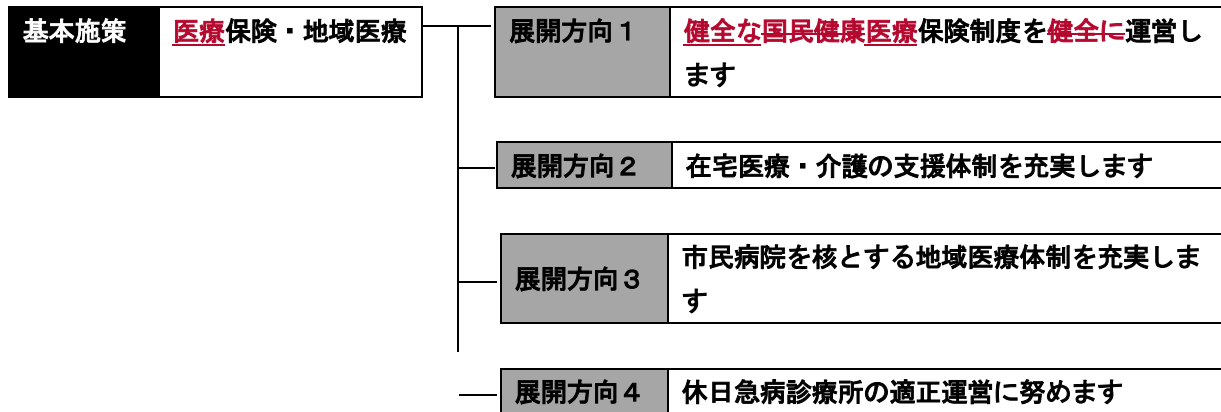 基本施策
医療保険・地域医療
展開方向１
健全な国民健康医療保険制度を健全に運営し
ます
展開方向２
在宅医療・介護の支援体制を充実します
展開方向３
市民病院を核とする地域医療体制を充実しま
す
展開方向４
休日急病診療所の適正運営に努めます